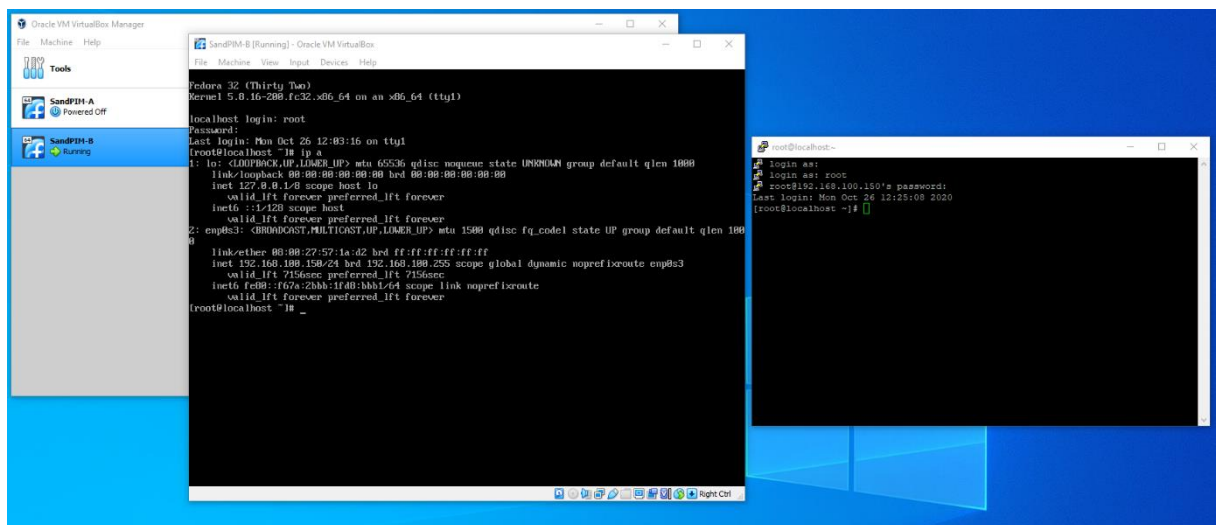 Oracle VM VirtualBox Manager
File Machine Help
Tools
SandPIM-A
Powered Off
SandPIM-B
Running
SandPIM-B [Running] - Oracle VM VirtualBox
File Machine View Input Devices Help
Fedora 32 (Thirty Two)
Kernel 5.8.16-200.fc32.x86_64 on an x86_64 (tty1)
localhost login: root
Password:
Last login: Mon Oct 26 12:03:16 on tty1
[root@localhost ~]# ip a
1: lo: <LOOPBACK,UP,LOWER_UP> mtu 65536 qdisc noqueue state UNKNOWN group default qlen 1000
link/loopback 00:00:00:00:00:00 brd 00:00:00:00:00:00
inet 127.0.0.1/8 scope host lo
valid_lft forever preferred_lft forever
inet6 ::1/128 scope host
valid_lft forever preferred_lft forever
2: enp0s3: <BROADCAST,MULTICAST,UP,LOWER_UP> mtu 1500 qdisc fq_codel state UP group default qlen 100
0
link/ether 08:00:27:57:1a:d2 brd ff:ff:ff:ff:ff:ff
inet 192.168.100.150/24 brd 192.168.100.255 scope global dynamic noprefixroute enp0s3
valid_lft 7156sec preferred_lft 7156sec
inet6 fe80::f67a:2bbb:1fd8:bbb1/64 scope link noprefixroute
valid_lft forever preferred_lft forever
[root@localhost ~]# _
Right Ctrl
root@localhost:~
login as:
login as: root
root@192.168.100.150's password:
Last login: Mon Oct 26 12:25:08 2020
[root@localhost ~]#